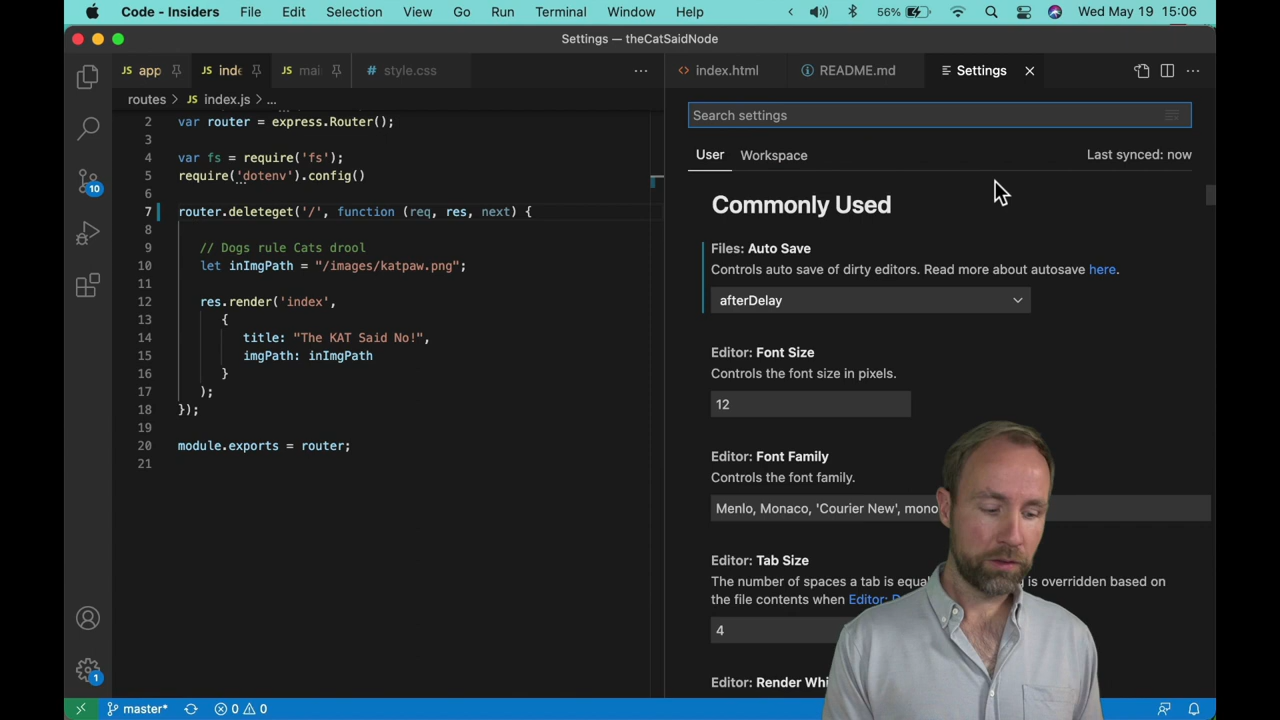 Code - Insiders File Edit Selection View Go Run Terminal Window Help 56% Wed May 19 15:06
Settings — theCatSaidNode
JS app JS inde JS mai # style.css ...
index.html README.md Settings
routes > JS index.js > ...
2 var router = express.Router();
3
4 var fs = require('fs');
5 require('dotenv').config()
6
7 router.deleteget('/', function (req, res, next) {
8
9 // Dogs rule Cats drool
10 let inImgPath = "/images/katpaw.png";
11
12 res.render('index',
13 {
14 title: "The KAT Said No!",
15 imgPath: inImgPath
16 }
17 );
18 });
19
20 module.exports = router;
21
Search settings
User Workspace Last synced: now
Commonly Used
Files: Auto Save
Controls auto save of dirty editors. Read more about autosave here.
afterDelay
Editor: Font Size
Controls the font size in pixels.
12
Editor: Font Family
Controls the font family.
Menlo, Monaco, 'Courier New', mono
Editor: Tab Size
The number of spaces a tab is equa is overridden based on
the file contents when Editor:
4
Editor: Render Whi
10
1
master* 0 0